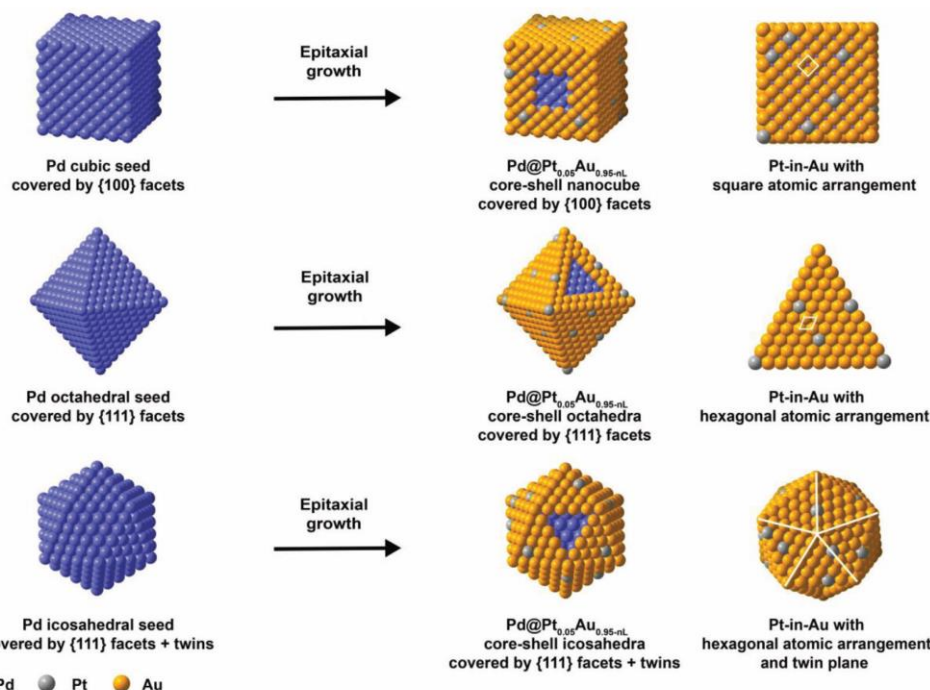 Epitaxial
growth
Pd cubic seed
covered by {100} facets
Pd@Pt0.05Au0.95-nL
core-shell nanocube
covered by {100} facets
Pt-in-Au with
square atomic arrangement
Epitaxial
growth
Pd octahedral seed
covered by {111} facets
Pd@Pt0.05Au0.95-nL
core-shell octahedra
covered by {111} facets
Pt-in-Au with
hexagonal atomic arrangement
Epitaxial
growth
Pd icosahedral seed
overed by {111} facets + twins
Pd@Pt0.05Au0.95-nL
core-shell icosahedra
covered by {111} facets + twins
Pt-in-Au with
hexagonal atomic arrangement
and twin plane
Pd Pt Au